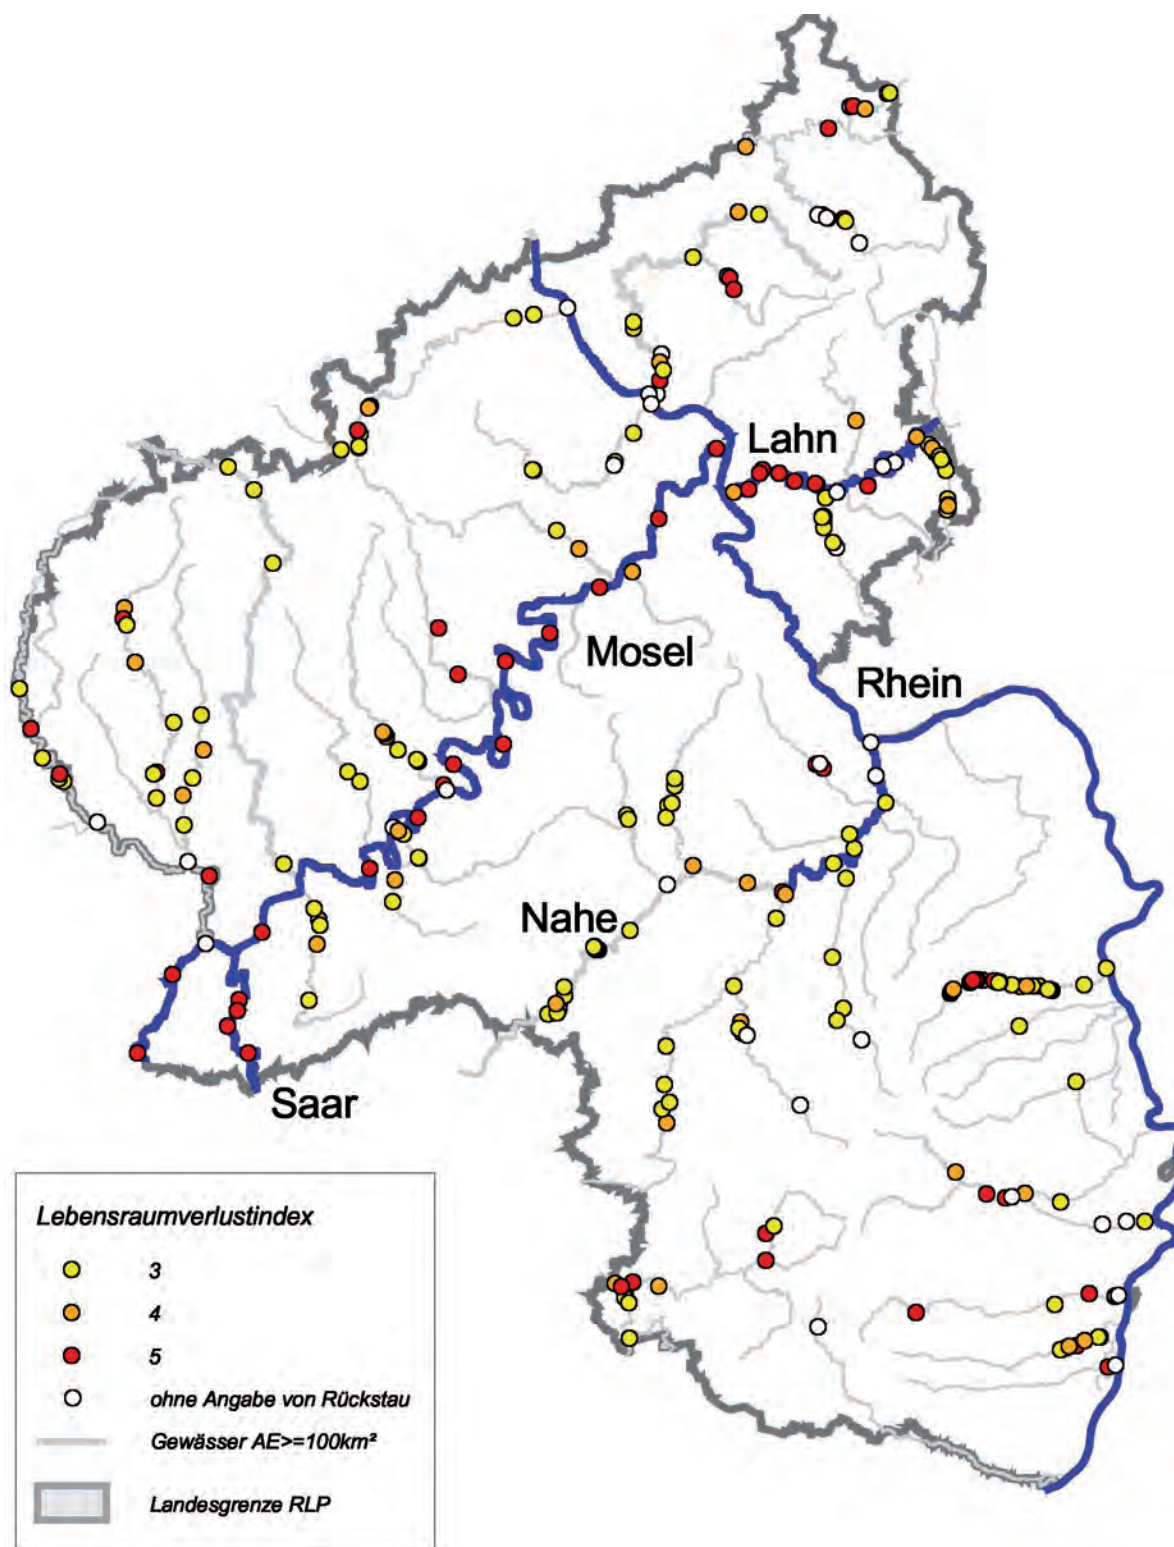 Lahn
Mosel
Rhein
Nahe
Saar
Lebensraumverlustindex
3
4
5
ohne Angabe von Rückstau
Gewässer AE>=100km²
Landesgrenze RLP